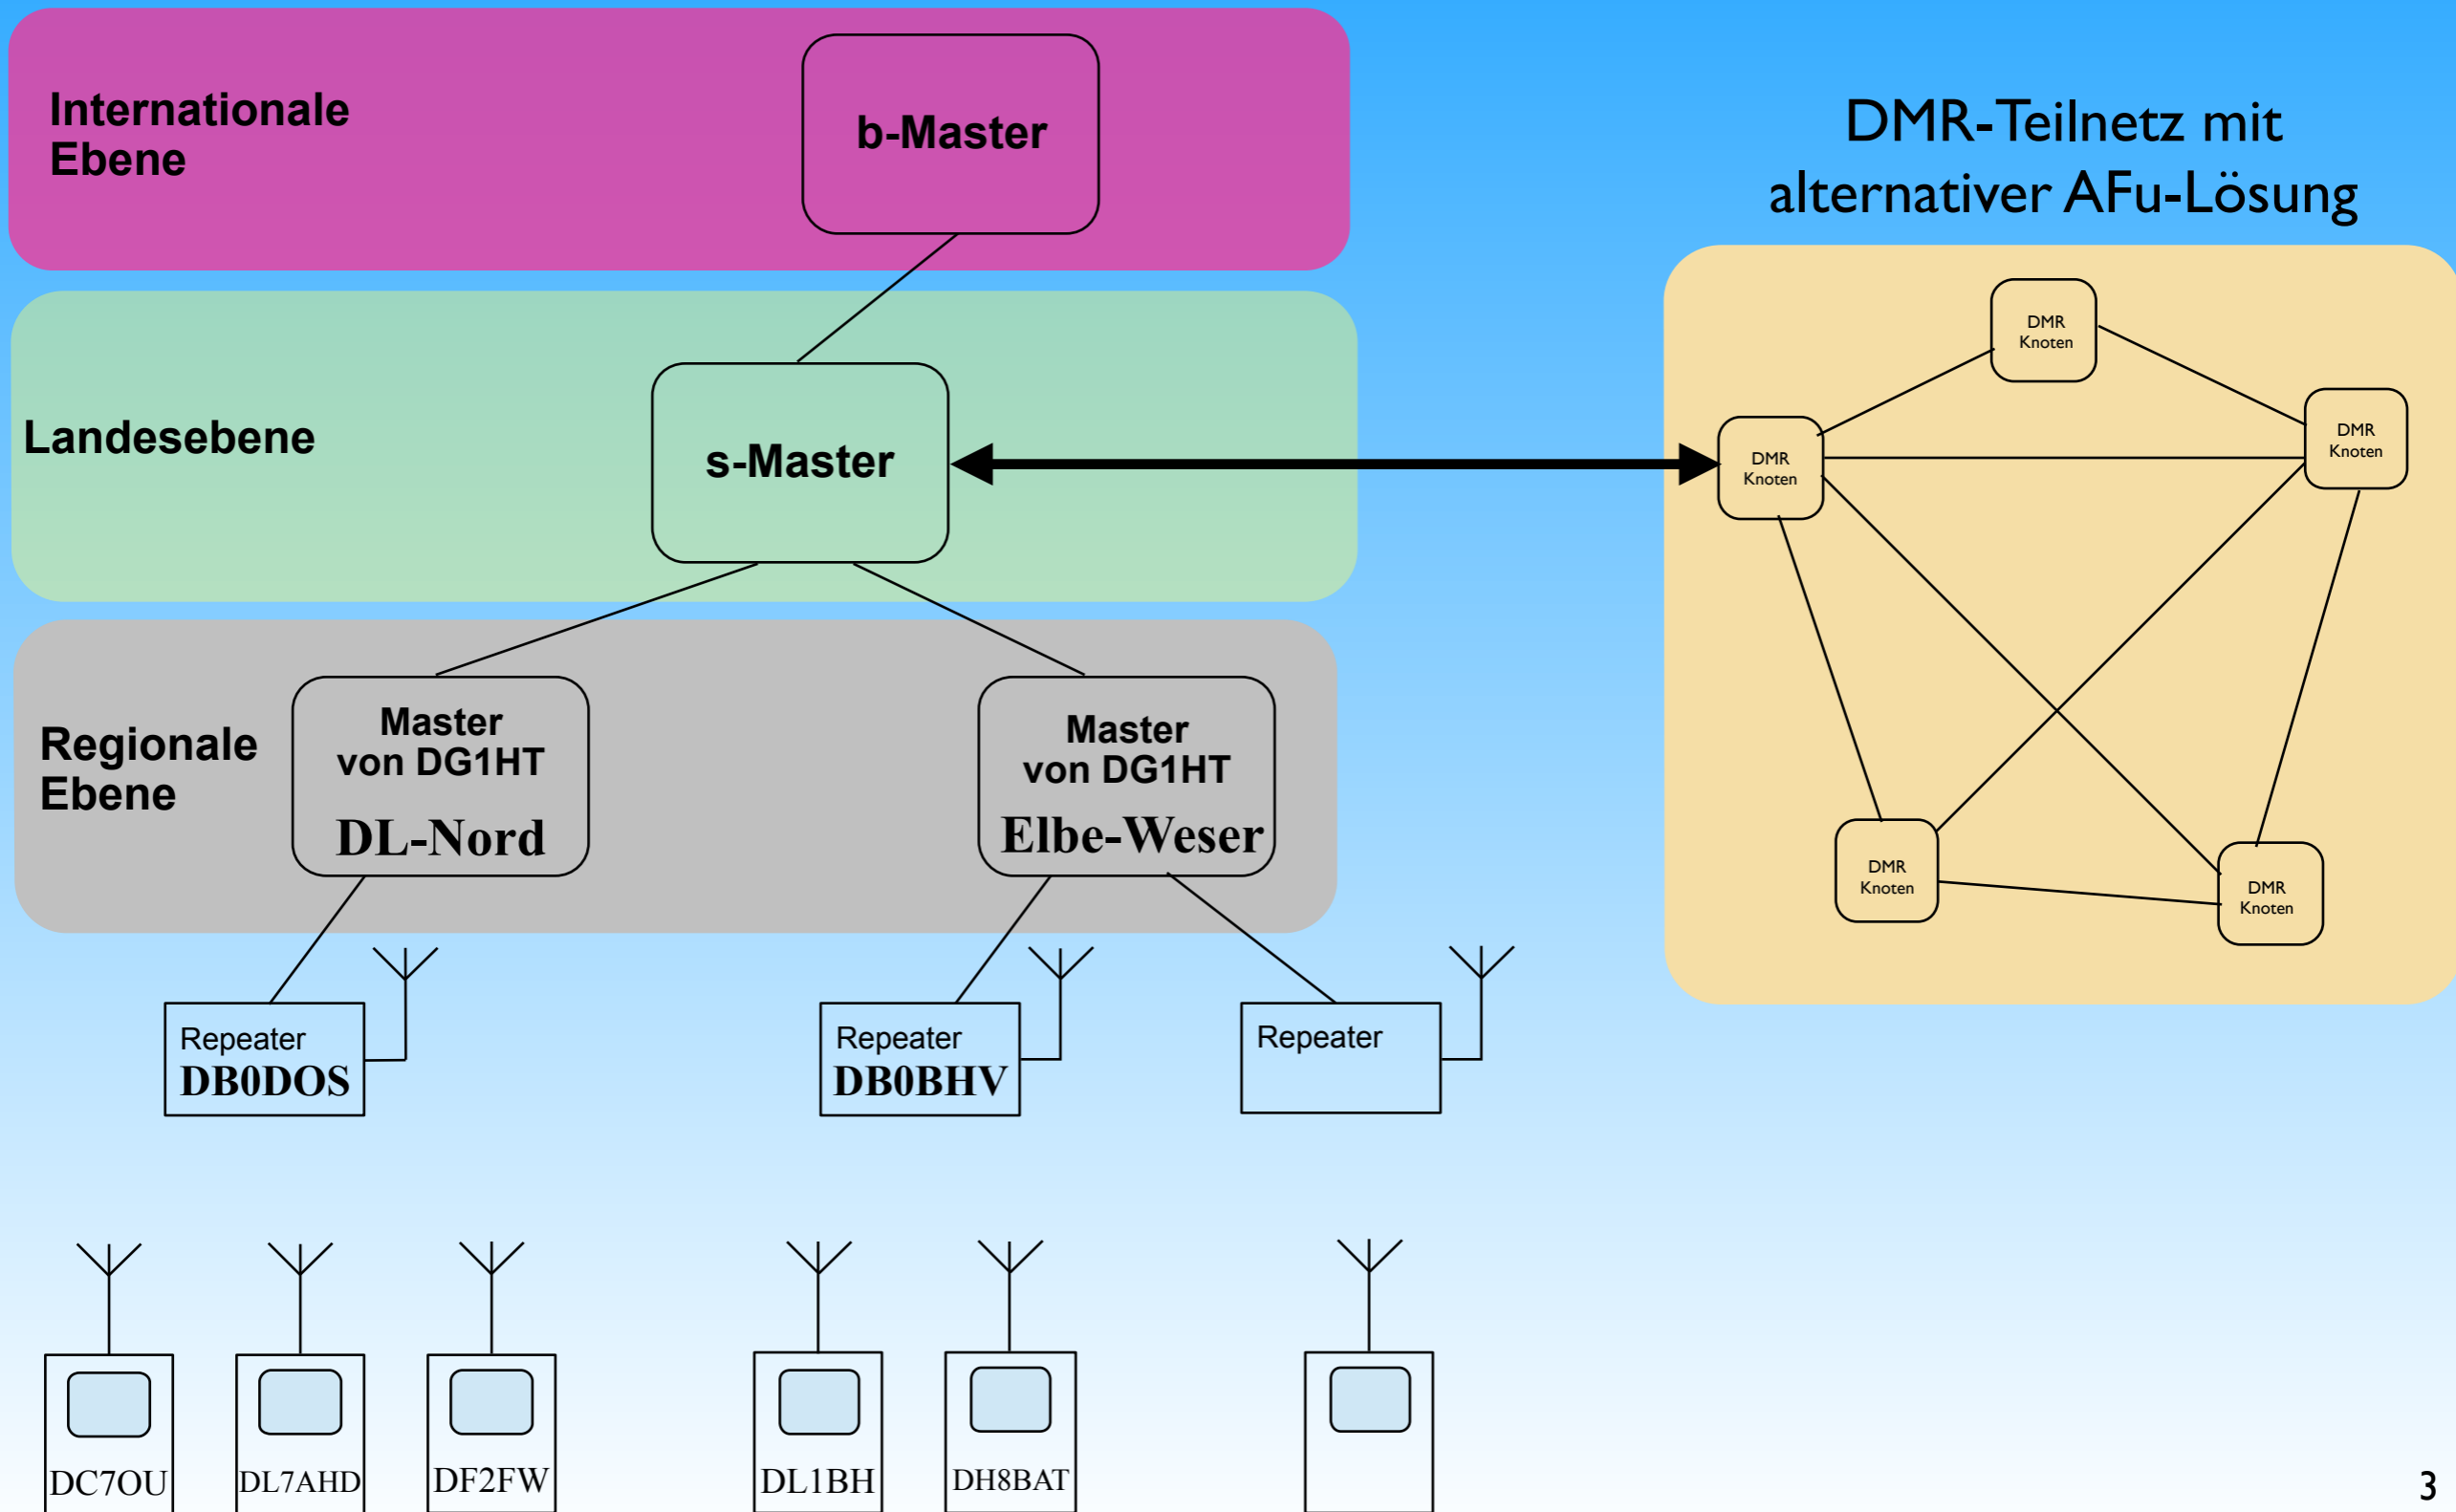 Internationale
Ebene
b-Master
DMR-Teilnetz mit
alternativer AFu-Lösung
Landesebene
s-Master
DMR
Knoten
DMR
Knoten
DMR
Knoten
DMR
Knoten
DMR
Knoten
Regionale
Ebene
Master
von DG1HT
DL-Nord
Master
von DG1HT
Elbe-Weser
Repeater
DB0DOS
Repeater
DB0BHV
Repeater
DC7OU
DL7AHD
DF2FW
DL1BH
DH8BAT
3